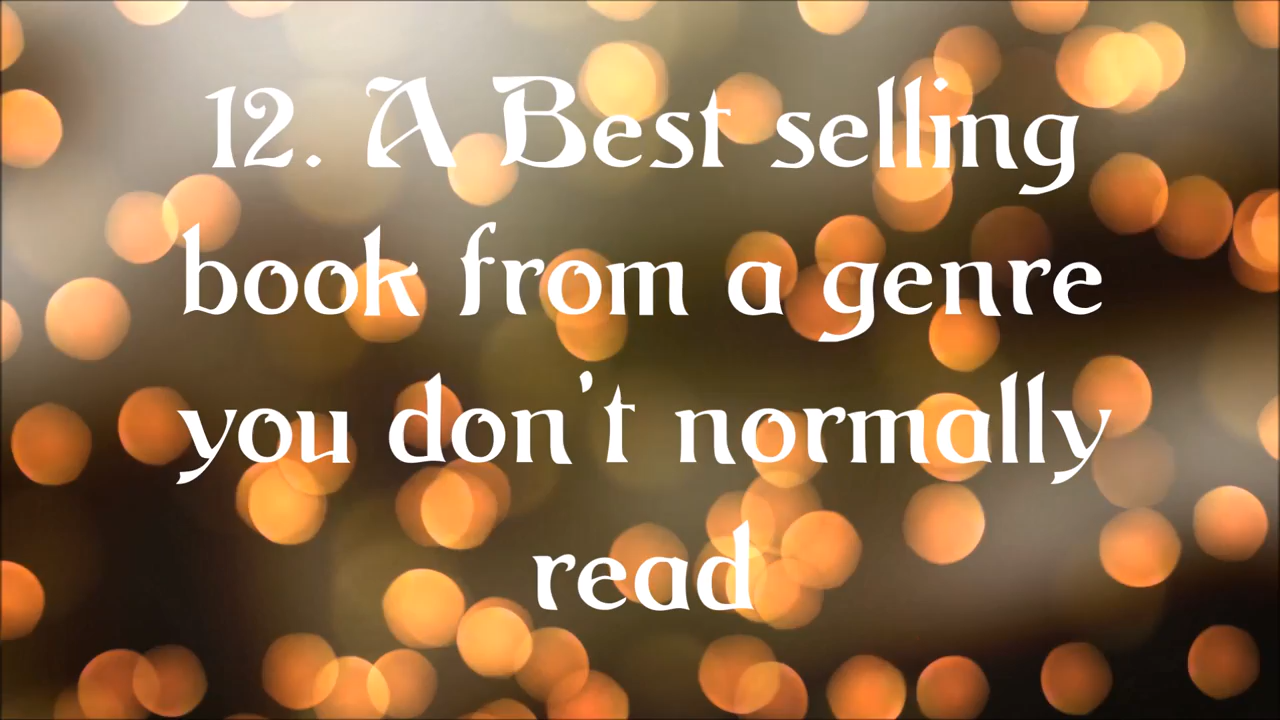 12. A Best selling
book from a genre
you don't normally
read